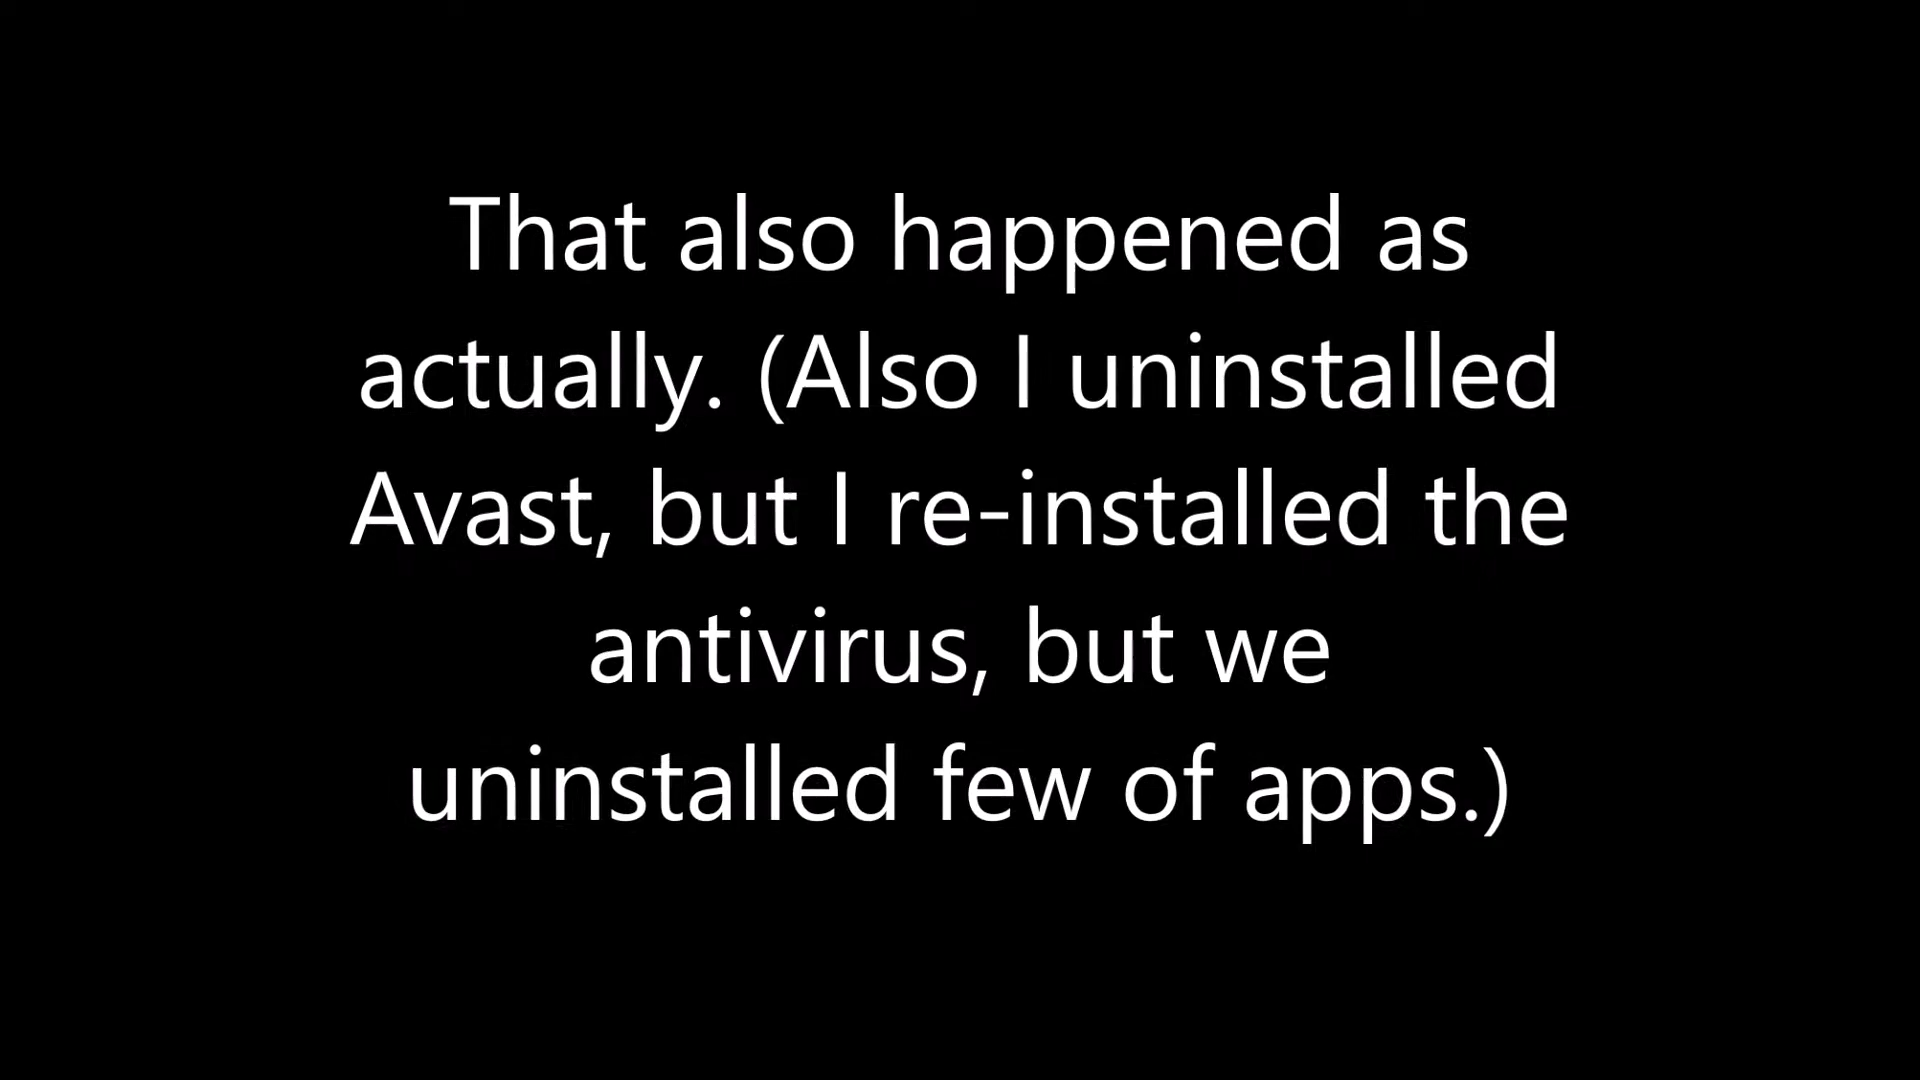 That also happened as
actually. (Also I uninstalled
Avast, but I re-installed the
antivirus, but we
uninstalled few of apps.)